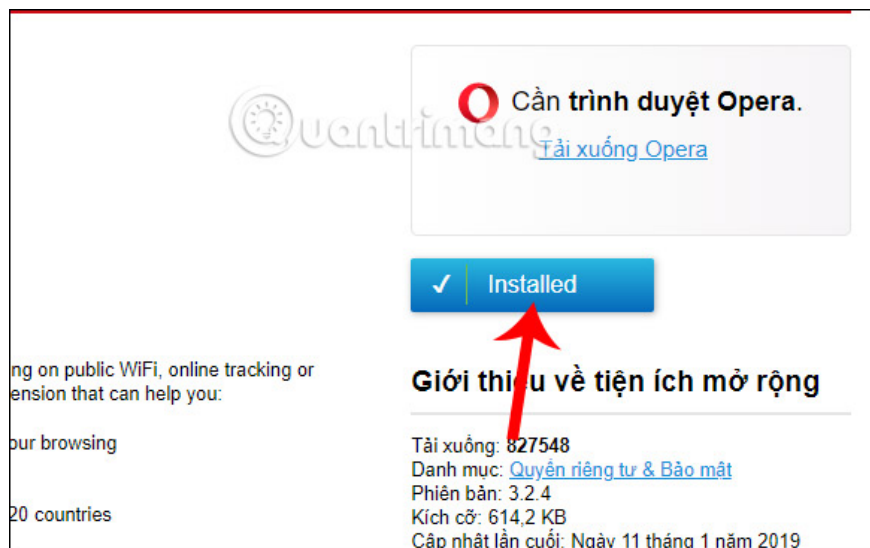 Cần trình duyệt Opera.
Quantrimang
Tải xuống Opera
✓ Installed
ng on public WiFi, online tracking or
ension that can help you:
our browsing
20 countries
Giới thiệu về tiện ích mở rộng
Tải xuống: 827548
Danh mục: Quyền riêng tư & Bảo mật
Phiên bản: 3.2.4
Kích cỡ: 614,2 KB
Cập nhật lần cuối: Ngày 11 tháng 1 năm 2019